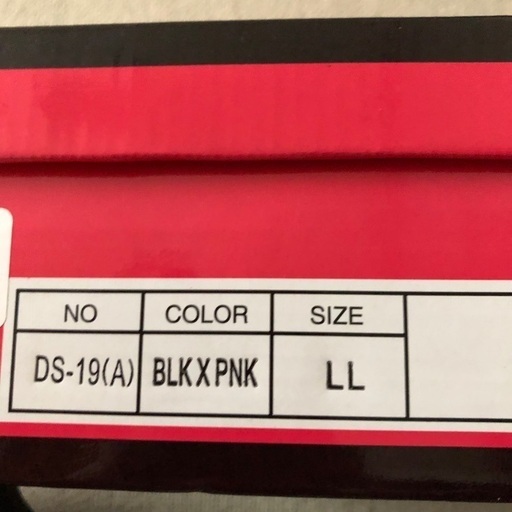 NO COLOR SIZE
DS-19(A) BLKXPNK LL